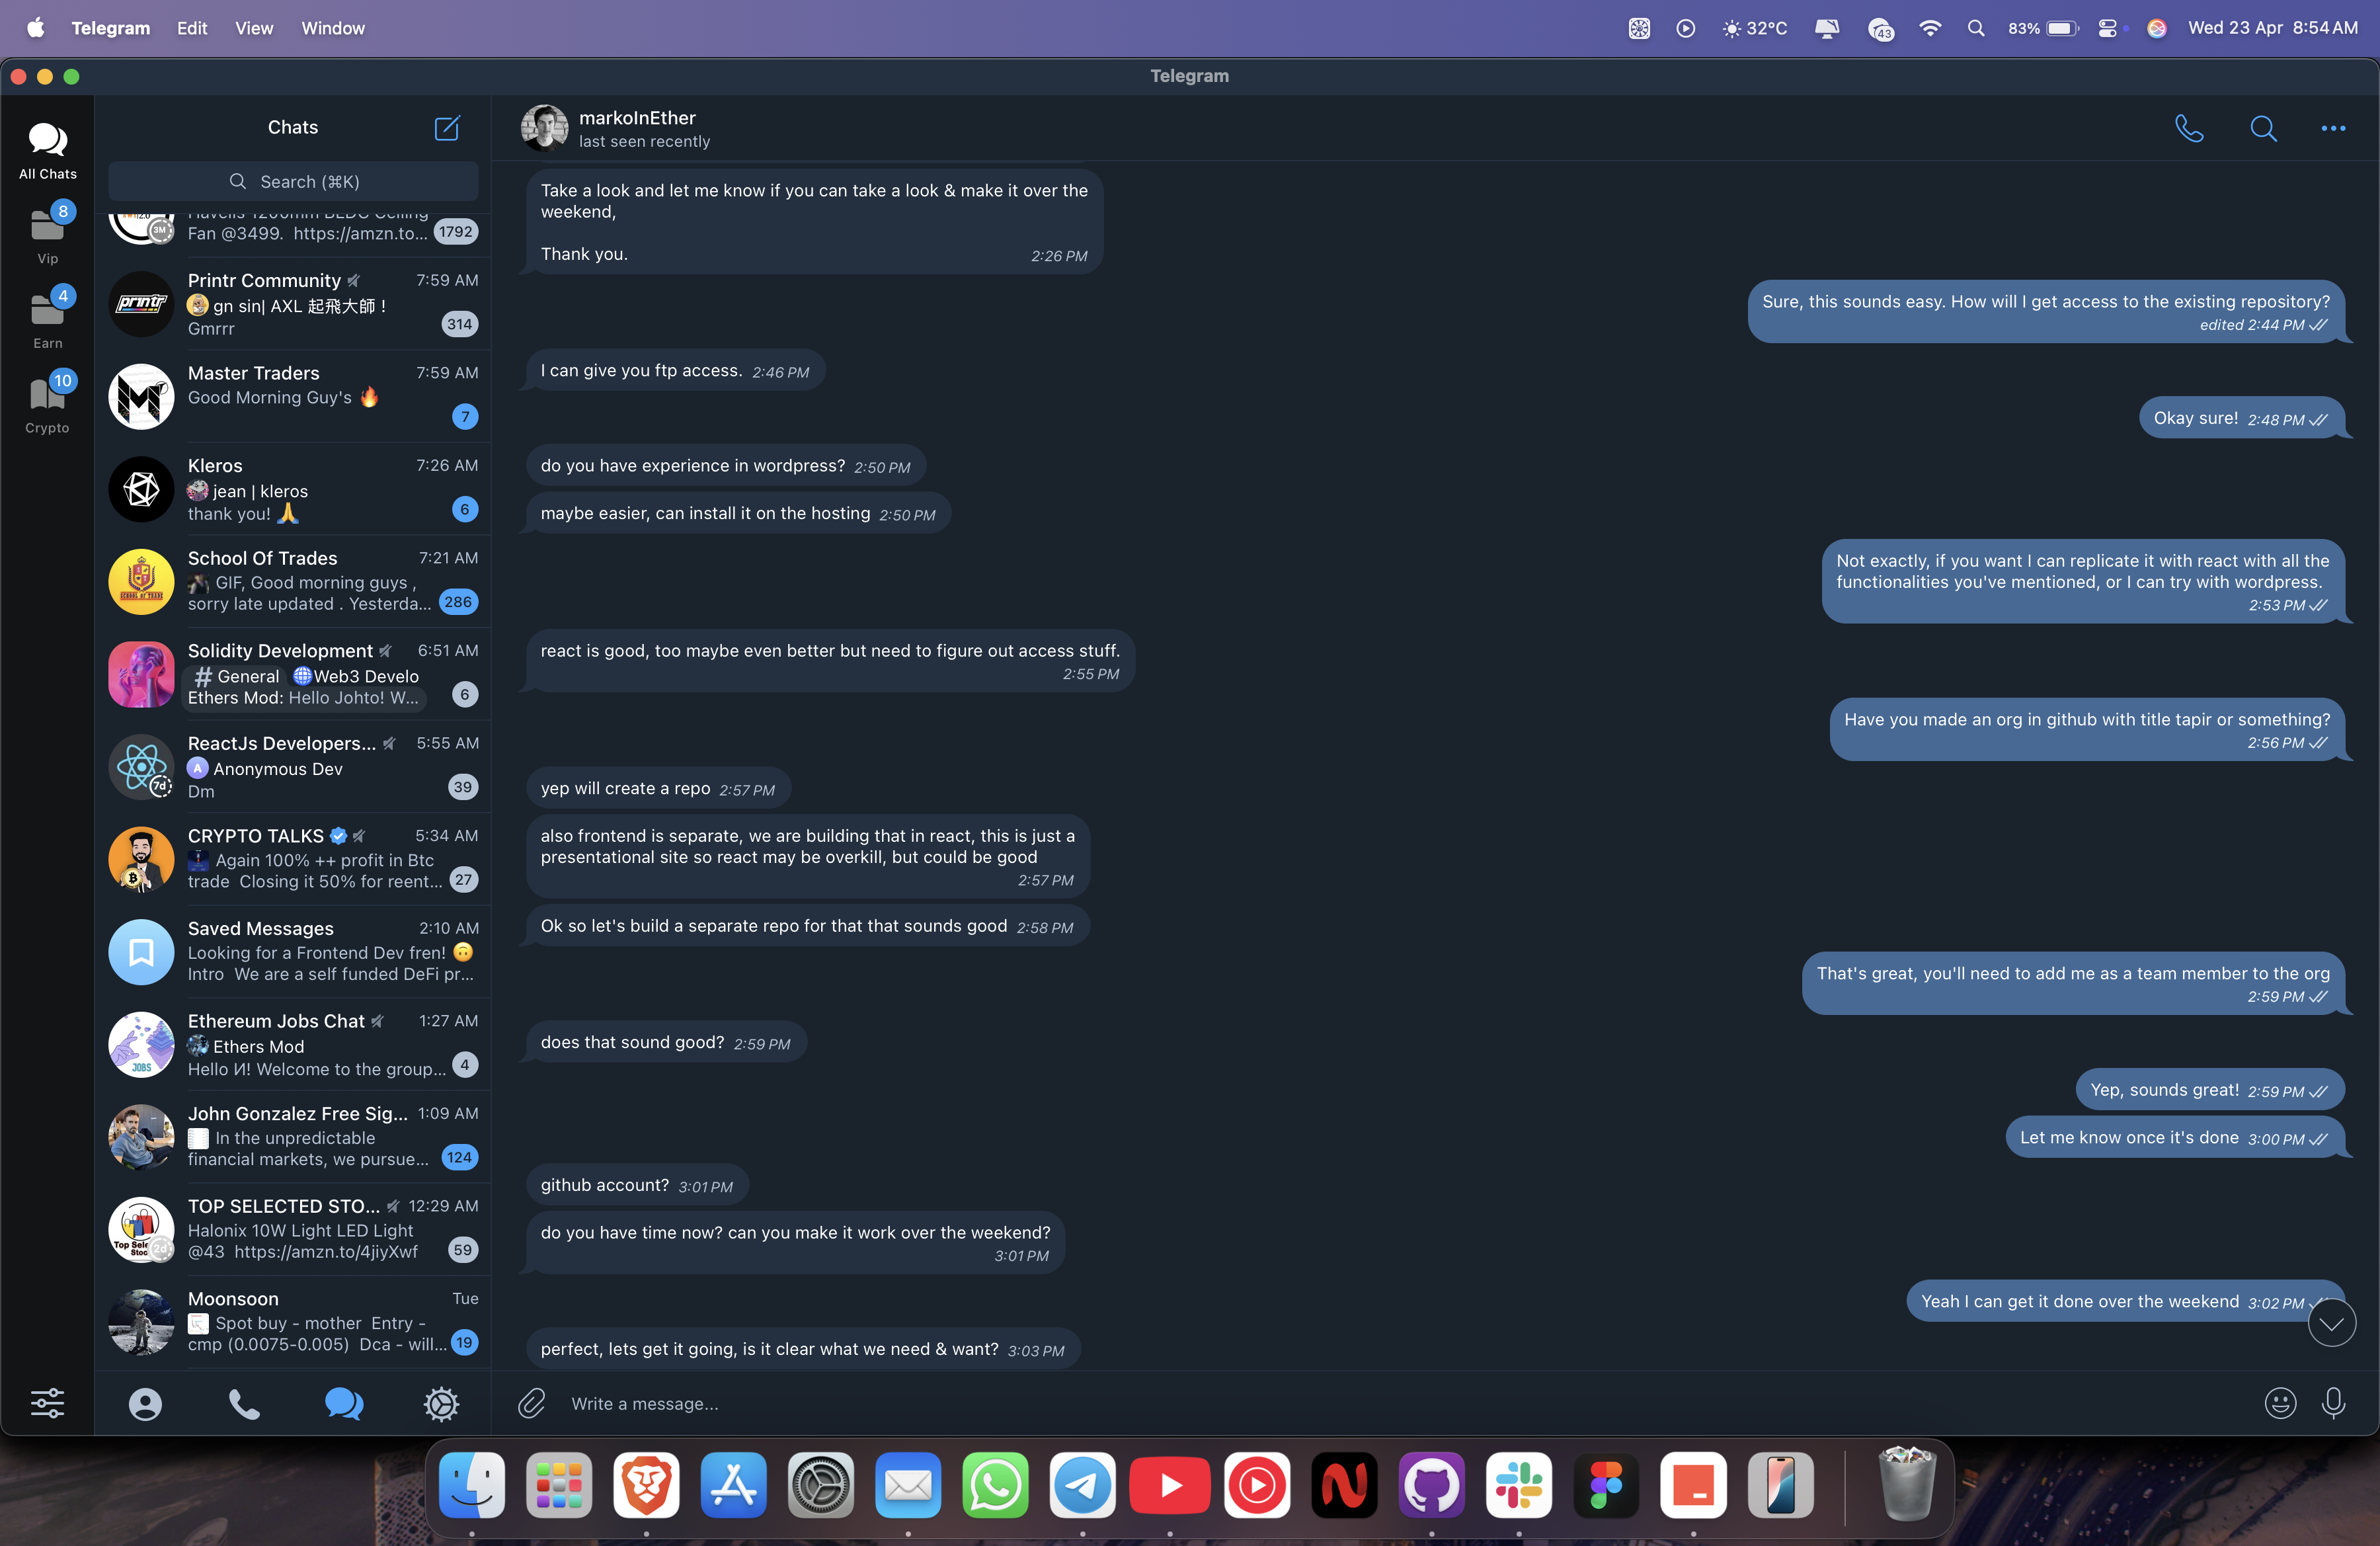 Telegram Edit View Window
32°C 43 83% Wed 23 Apr 8:54 AM
Telegram
All Chats
8
Vip
4
Earn
10
Crypto
Chats
Search (⌘K)
3M
Fan @3499. https://amzn.to... 1792
Printr Community 7:59 AM
printr
gn sin| AXL 起飛大師！
Gmrrr 314
Master Traders 7:59 AM
Good Morning Guy's 🔥
7
Kleros 7:26 AM
jean | kleros
thank you! 🙏 6
School Of Trades 7:21 AM
GIF, Good morning guys ,
sorry late updated . Yesterda... 286
SCHOOL OF TRADES
Solidity Development 6:51 AM
# General 🌐Web3 Develo
Ethers Mod: Hello Johto! W... 6
ReactJs Developers... 5:55 AM
A Anonymous Dev
7d
Dm 39
CRYPTO TALKS 5:34 AM
Again 100% ++ profit in Btc
trade Closing it 50% for reent... 27
Saved Messages 2:10 AM
Looking for a Frontend Dev fren! 🙃
Intro We are a self funded DeFi pr...
Ethereum Jobs Chat 1:27 AM
Ethers Mod
JOBS
Hello И! Welcome to the group... 4
John Gonzalez Free Sig... 1:09 AM
In the unpredictable
financial markets, we pursue... 124
TOP SELECTED STO... 12:29 AM
Halonix 10W Light LED Light
@43 https://amzn.to/4jiyXwf 59
2d
Moonsoon Tue
Spot buy - mother Entry -
cmp (0.0075-0.005) Dca - will... 19
markoInEther
last seen recently
Take a look and let me know if you can take a look & make it over the
weekend,
Thank you. 2:26 PM
Sure, this sounds easy. How will I get access to the existing repository?
edited 2:44 PM
I can give you ftp access. 2:46 PM
Okay sure! 2:48 PM
do you have experience in wordpress? 2:50 PM
maybe easier, can install it on the hosting 2:50 PM
Not exactly, if you want I can replicate it with react with all the
functionalities you've mentioned, or I can try with wordpress.
2:53 PM
react is good, too maybe even better but need to figure out access stuff.
2:55 PM
Have you made an org in github with title tapir or something?
2:56 PM
yep will create a repo 2:57 PM
also frontend is separate, we are building that in react, this is just a
presentational site so react may be overkill, but could be good
2:57 PM
Ok so let's build a separate repo for that that sounds good 2:58 PM
That's great, you'll need to add me as a team member to the org
2:59 PM
does that sound good? 2:59 PM
Yep, sounds great! 2:59 PM
Let me know once it's done 3:00 PM
github account? 3:01 PM
do you have time now? can you make it work over the weekend?
3:01 PM
Yeah I can get it done over the weekend 3:02 PM
perfect, lets get it going, is it clear what we need & want? 3:03 PM
Write a message...